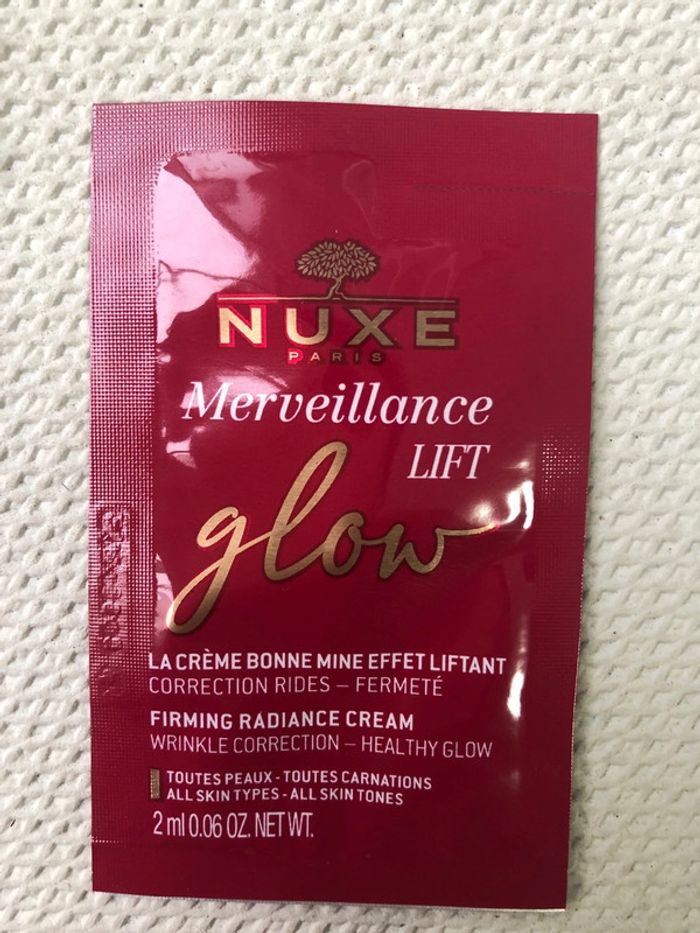 NUXE
PARIS
Merveillance
LIFT
glow
LA CRÈME BONNE MINE EFFET LIFTANT
CORRECTION RIDES – FERMETÉ
FIRMING RADIANCE CREAM
WRINKLE CORRECTION – HEALTHY GLOW
TOUTES PEAUX - TOUTES CARNATIONS
ALL SKIN TYPES - ALL SKIN TONES
2 ml 0.06 OZ. NET WT.